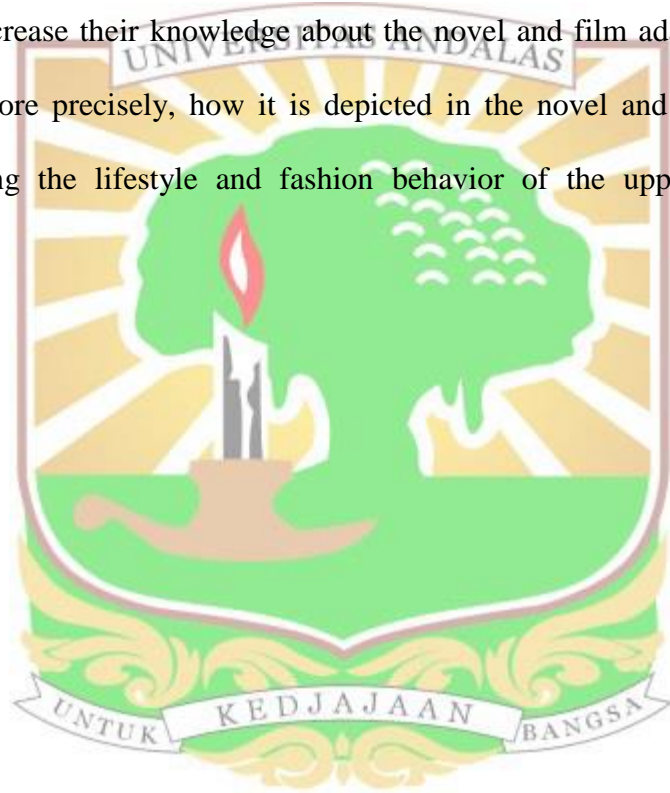 crease their knowledge about the novel and film ad
UNIVERSITAS ANDALAS
ore precisely, how it is depicted in the novel and
ng the lifestyle and fashion behavior of the upp
UNTUK KEDJAJAAN BANGSA